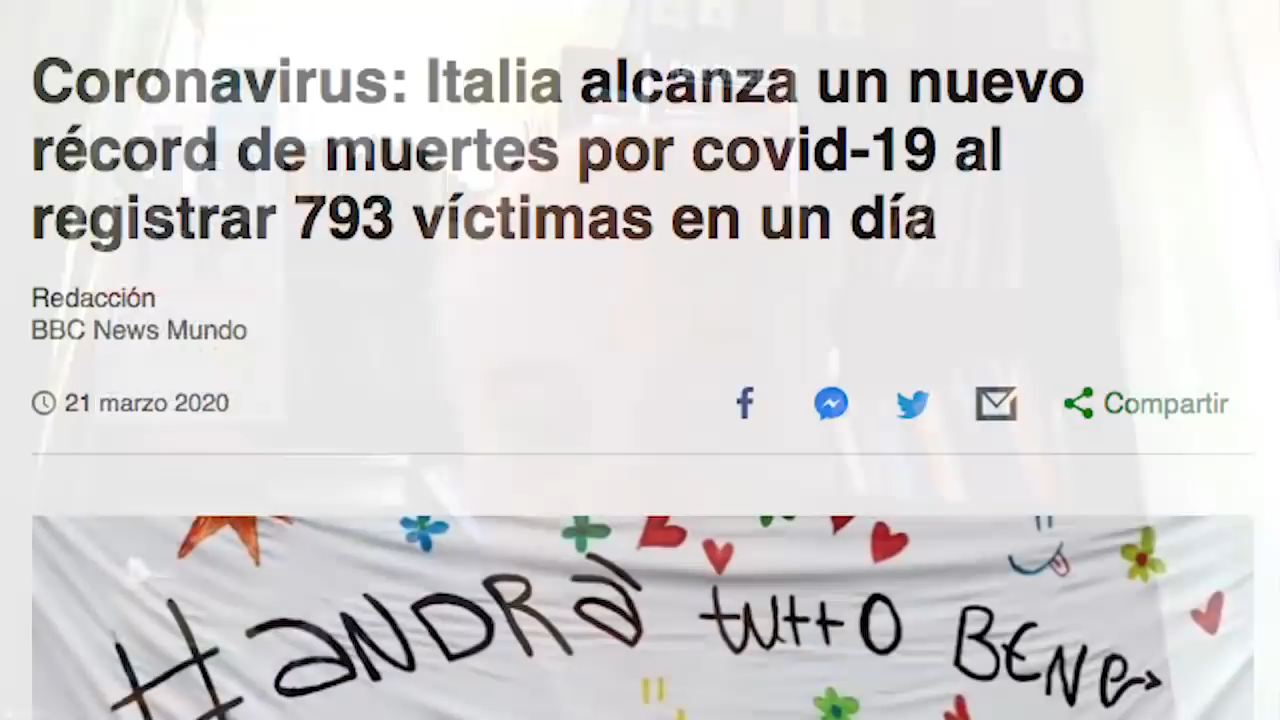 Coronavirus: Italia alcanza un nuevo
récord de muertes por covid-19 al
registrar 793 víctimas en un día
Redacción
BBC News Mundo
21 marzo 2020
Compartir
#ANDRÀ tutto BENE